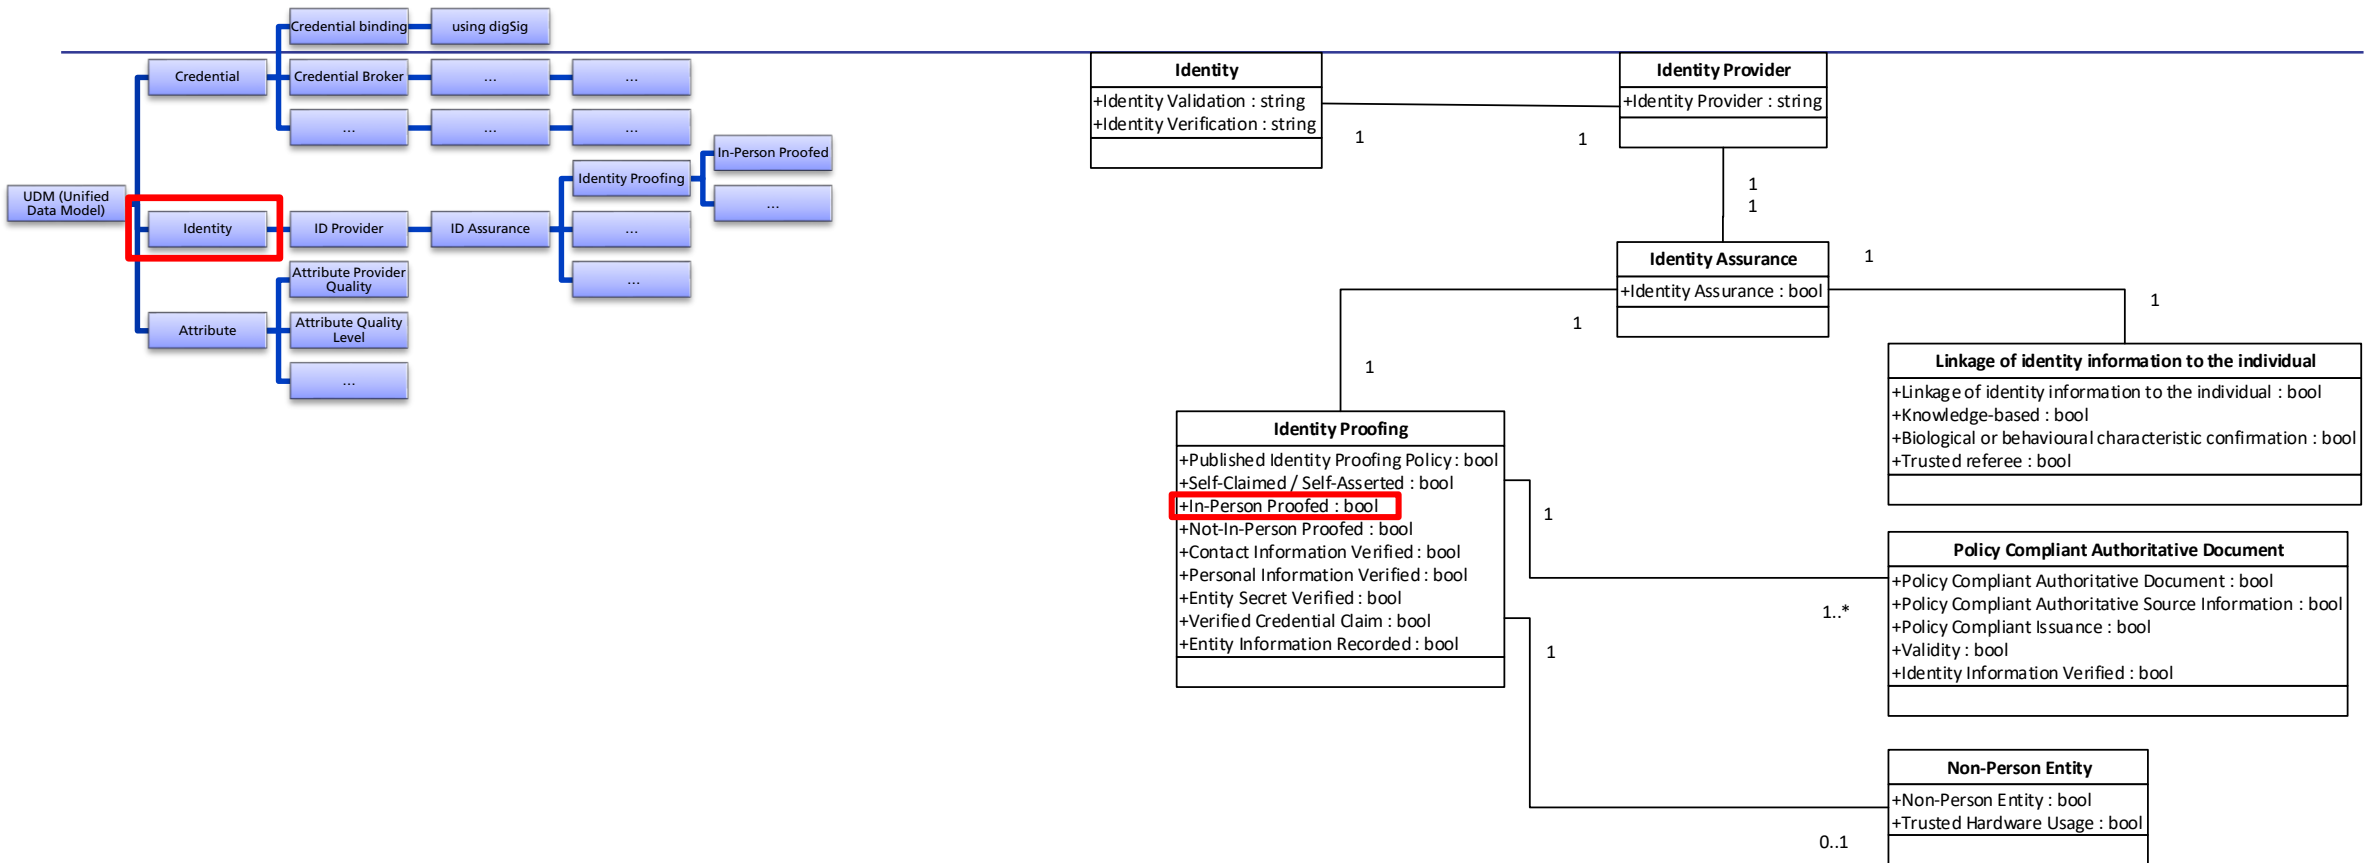 Credential binding
using digSig
Credential
Credential Broker
...
...
...
...
...
In-Person Proofed
Identity Proofing
...
UDM (Unified
Data Model)
Identity
ID Provider
ID Assurance
...
...
Attribute Provider
Quality
Attribute
Attribute Quality
Level
...
Identity
+Identity Validation : string
+Identity Verification : string
1
1
Identity Provider
+Identity Provider : string
1
1
Identity Assurance
+Identity Assurance : bool
1
1
1
1
Linkage of identity information to the individual
+Linkage of identity information to the individual : bool
+Knowledge-based : bool
+Biological or behavioural characteristic confirmation : bool
+Trusted referee : bool
Identity Proofing
+Published Identity Proofing Policy : bool
+Self-Claimed / Self-Asserted : bool
+In-Person Proofed : bool
+Not-In-Person Proofed : bool
+Contact Information Verified : bool
+Personal Information Verified : bool
+Entity Secret Verified : bool
+Verified Credential Claim : bool
+Entity Information Recorded : bool
1
1..*
1
0..1
Policy Compliant Authoritative Document
+Policy Compliant Authoritative Document : bool
+Policy Compliant Authoritative Source Information : bool
+Policy Compliant Issuance : bool
+Validity : bool
+Identity Information Verified : bool
Non-Person Entity
+Non-Person Entity : bool
+Trusted Hardware Usage : bool